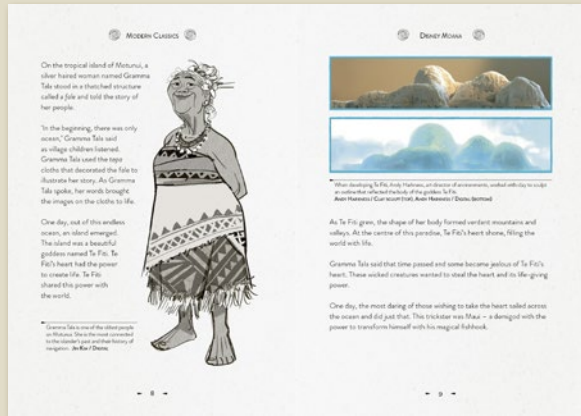 Modern Classics
On the tropical island of Motunui, a
silver haired woman named Gramma
Tala stood in a thatched structure
called a fale and told the story of
her people.
'In the beginning, there was only
ocean,' Gramma Tala said
as village children listened.
Gramma Tala used the tapa
cloths that decorated the fale to
illustrate her story. As Gramma
Tala spoke, her words brought
the images on the cloths to life.
One day, out of this endless
ocean, an island emerged.
The island was a beautiful
goddess named Te Fiti. Te
Fiti's heart had the power
to create life. Te Fiti
shared this power with
the world.
Gramma Tala is one of the oldest people
on Motunui. She is the most connected
to the islander's past and their history of
navigation. Jin Kim / Digital
8
Disney Moana
When developing Te Fiti, Andy Harkness, art director of environments, worked with clay to sculpt
an outline that reflected the body of the goddess Te Fiti.
Andy Harkness / Clay sculpt (top), Andy Harkness / Digital (bottom)
As Te Fiti grew, the shape of her body formed verdant mountains and
valleys. At the centre of this paradise, Te Fiti's heart shone, filling the
world with life.
Gramma Tala said that time passed and some became jealous of Te Fiti's
heart. These wicked creatures wanted to steal the heart and its life-giving
power.
One day, the most daring of those wishing to take the heart sailed across
the ocean and did just that. This trickster was Maui – a demigod with the
power to transform himself with his magical fishhook.
9